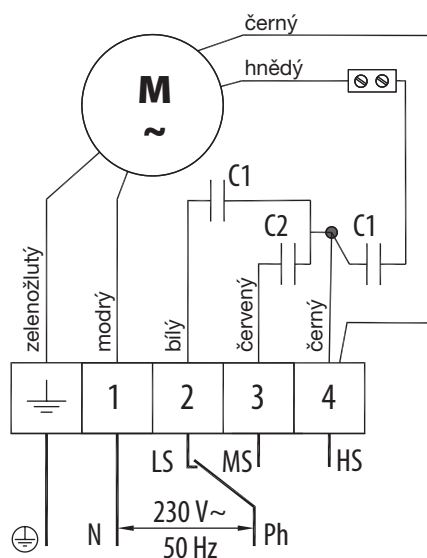 černý
hnědý
M
~
C1
C2
C1
zelenožlutý
modrý
bílý
červený
černý
1
2
3
4
LS
MS
HS
N
230 V~
50 Hz
Ph